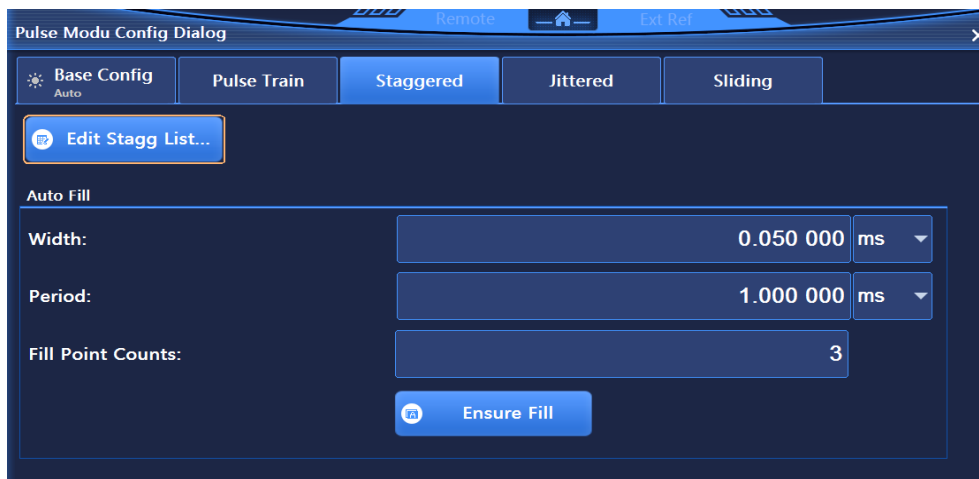 Remote
Ext Ref
Pulse Modu Config Dialog
Base Config
Auto
Pulse Train
Staggered
Jittered
Sliding
Edit Stagg List...
Auto Fill
Width:
0.050 000
ms
Period:
1.000 000
ms
Fill Point Counts:
3
Ensure Fill